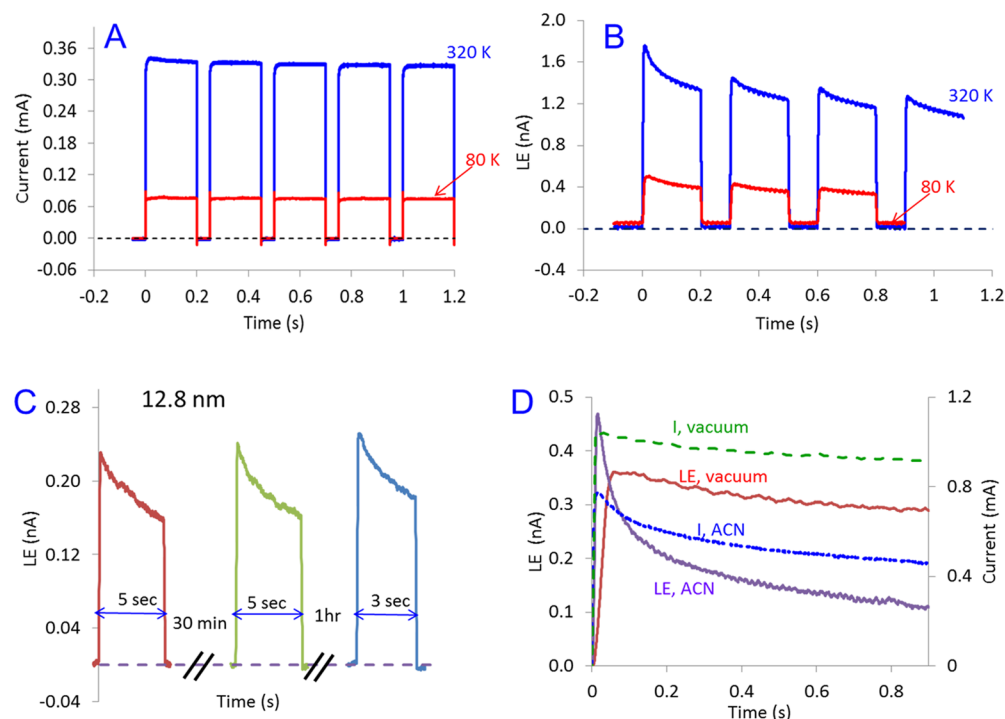 A
0.36
0.30
0.24
0.18
0.12
0.06
0.00
-0.06
Current (mA)
320 K
80 K
-0.2 0 0.2 0.4 0.6 0.8 1 1.2
Time (s)
B
2.0
1.6
1.2
0.8
0.4
0.0
-0.4
LE (nA)
320 K
80 K
-0.2 0 0.2 0.4 0.6 0.8 1 1.2
Time (s)
C
12.8 nm
0.28
0.20
0.12
0.04
-0.04
LE (nA)
5 sec
30 min
5 sec
1hr
3 sec
Time (s)
D
0.5
0.4
0.3
0.2
0.1
0.0
LE (nA)
I, vacuum
LE, vacuum
I, ACN
LE, ACN
1.2
0.8
0.4
0
Current (mA)
0 0.2 0.4 0.6 0.8
Time (s)